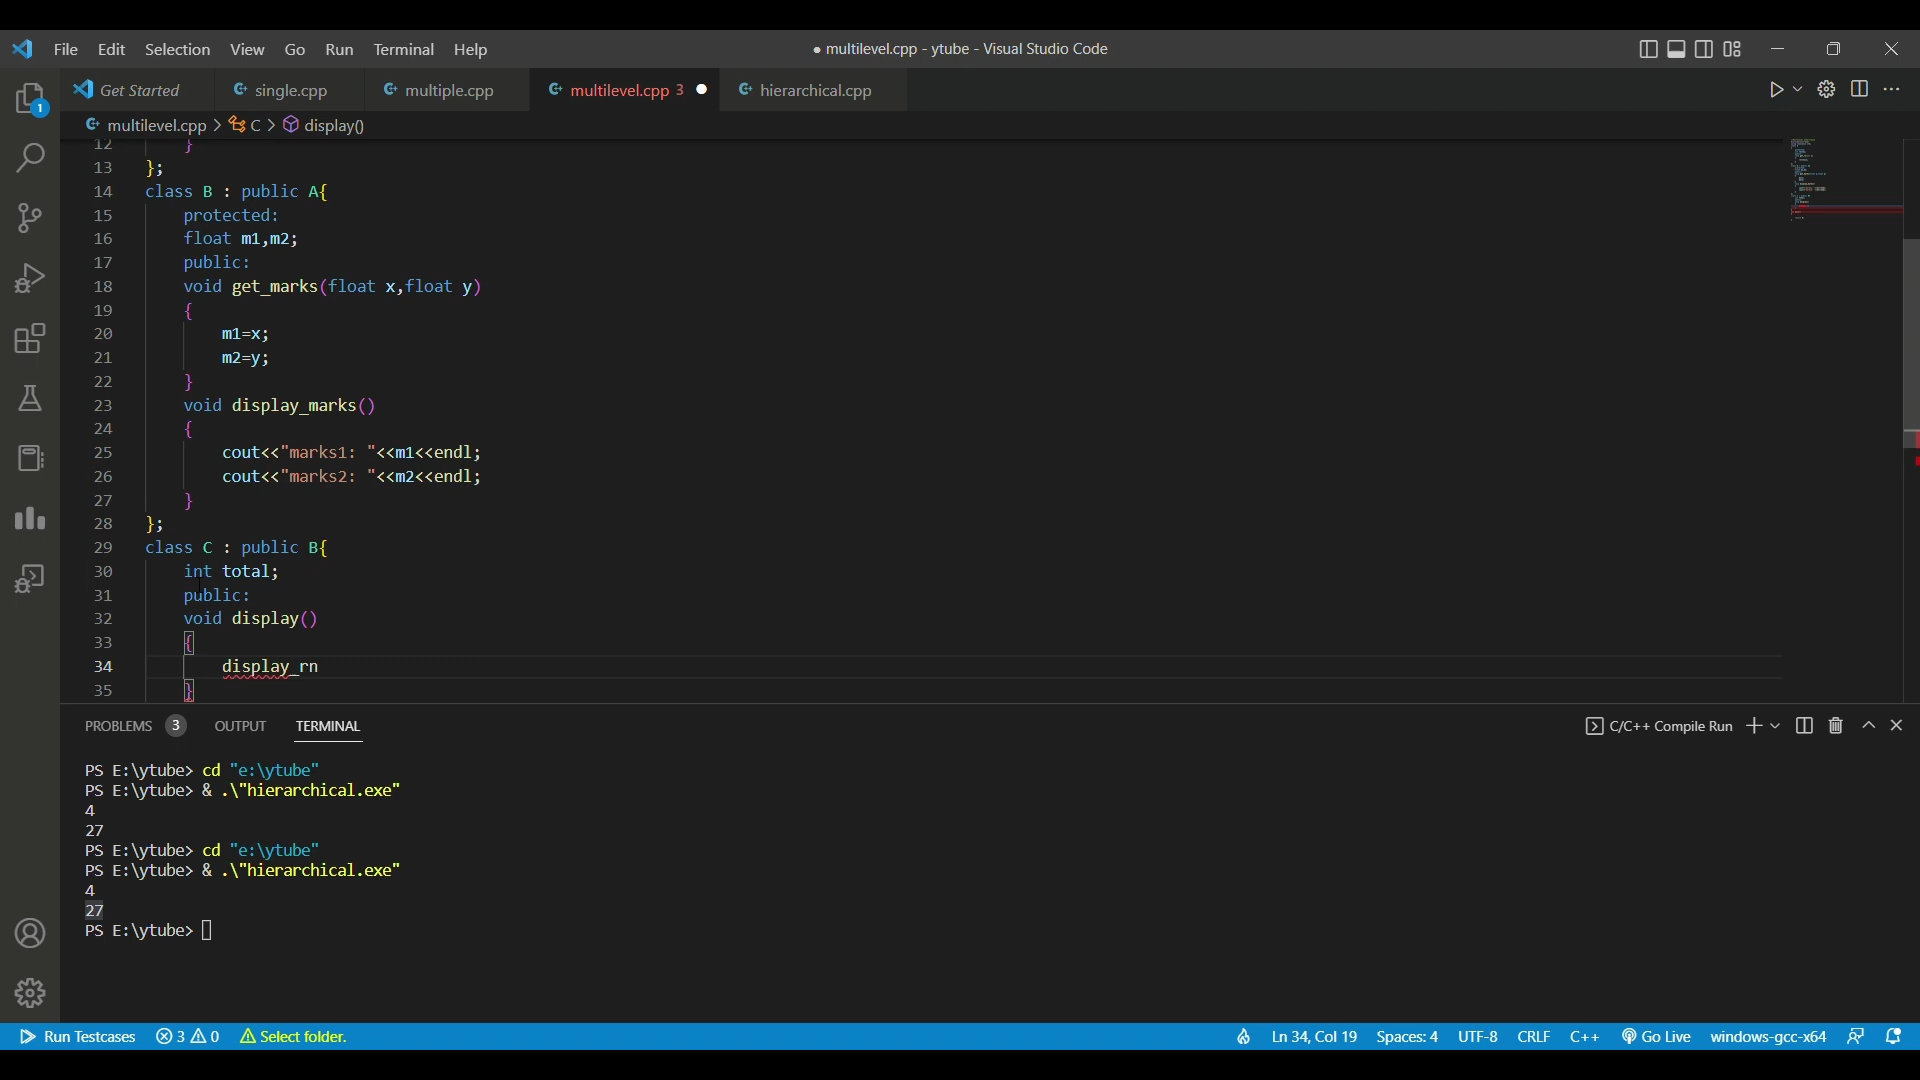 File Edit Selection View Go Run Terminal Help ● multilevel.cpp - ytube - Visual Studio Code
1
Get Started single.cpp multiple.cpp multilevel.cpp 3 ● hierarchical.cpp
multilevel.cpp > C > display()
12 }
13 };
14 class B : public A{
15 protected:
16 float m1,m2;
17 public:
18 void get_marks(float x,float y)
19 {
20 m1=x;
21 m2=y;
22 }
23 void display_marks()
24 {
25 cout<<"marks1: "<<m1<<endl;
26 cout<<"marks2: "<<m2<<endl;
27 }
28 };
29 class C : public B{
30 int total;
31 public:
32 void display()
33 {
34 display_rn
35 }
PROBLEMS 3 OUTPUT TERMINAL C/C++ Compile Run
PS E:\ytube> cd "e:\ytube"
PS E:\ytube> & .\"hierarchical.exe"
4
27
PS E:\ytube> cd "e:\ytube"
PS E:\ytube> & .\"hierarchical.exe"
4
27
PS E:\ytube>
Run Testcases 3 0 Select folder. Ln 34, Col 19 Spaces: 4 UTF-8 CRLF C++ Go Live windows-gcc-x64